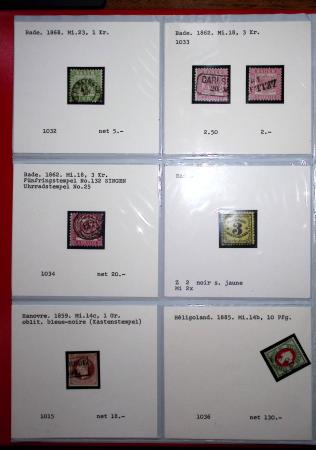 Bade. 1868. Mi.23, 1 Kr.
1032 net 5.-
Bade. 1862. Mi.18, 3 Kr.
1033
2.50 2.-
Bade. 1862. Mi.18, 3 Kr.
Fünfringstempel No.132 SINGEN
Uhrradstempel No.25
1034 net 20.-
Z 2 noir s. jaune
Mi 2x
3
Hanovre. 1859. Mi.14c, 1 Gr.
oblit. bleue-noire (Kastenstempel)
1015 net 18.-
Héligoland. 1885. Mi.14b, 10 Pfg.
1036 net 130.-